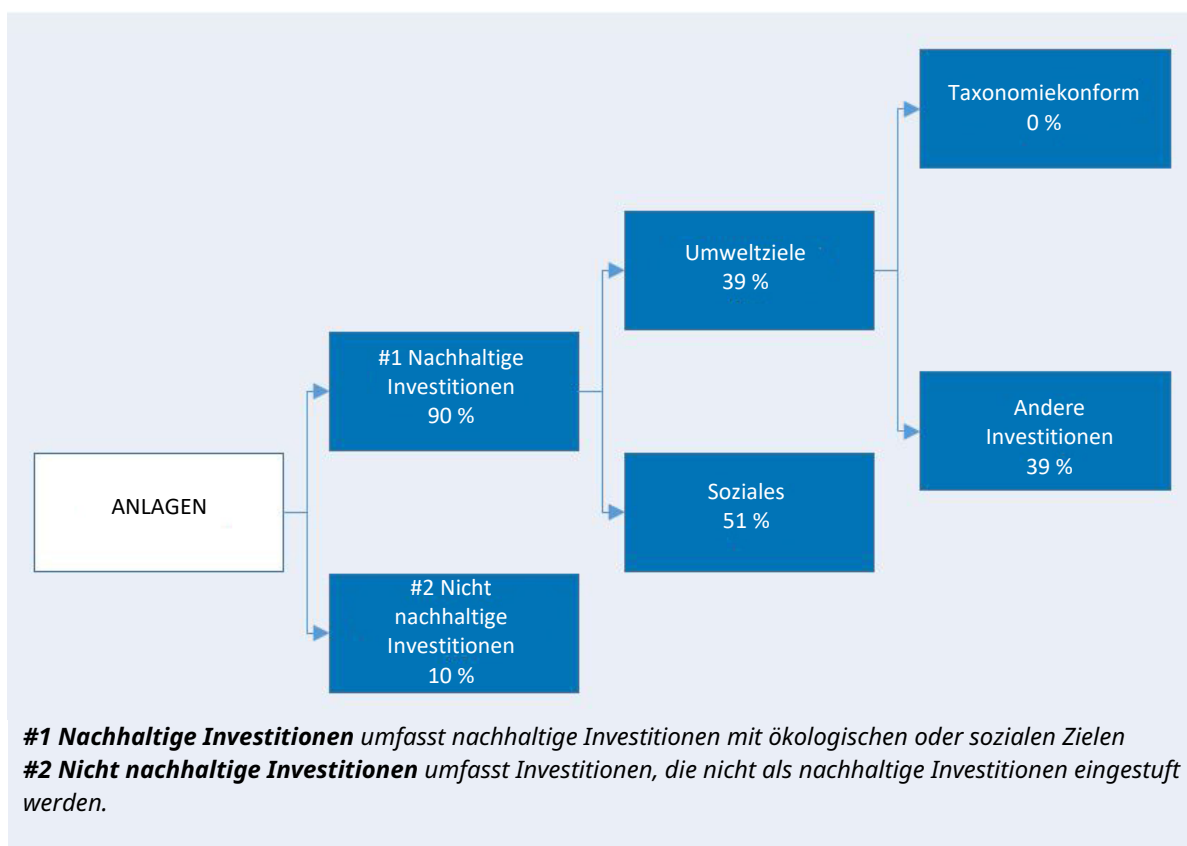 Taxonomiekonform
0 %
Umweltziele
39 %
#1 Nachhaltige
Investitionen
90 %
Andere
Investitionen
39 %
ANLAGEN
Soziales
51 %
#2 Nicht
nachhaltige
Investitionen
10 %
#1 Nachhaltige Investitionen umfasst nachhaltige Investitionen mit ökologischen oder sozialen Zielen
#2 Nicht nachhaltige Investitionen umfasst Investitionen, die nicht als nachhaltige Investitionen eingestuft
werden.